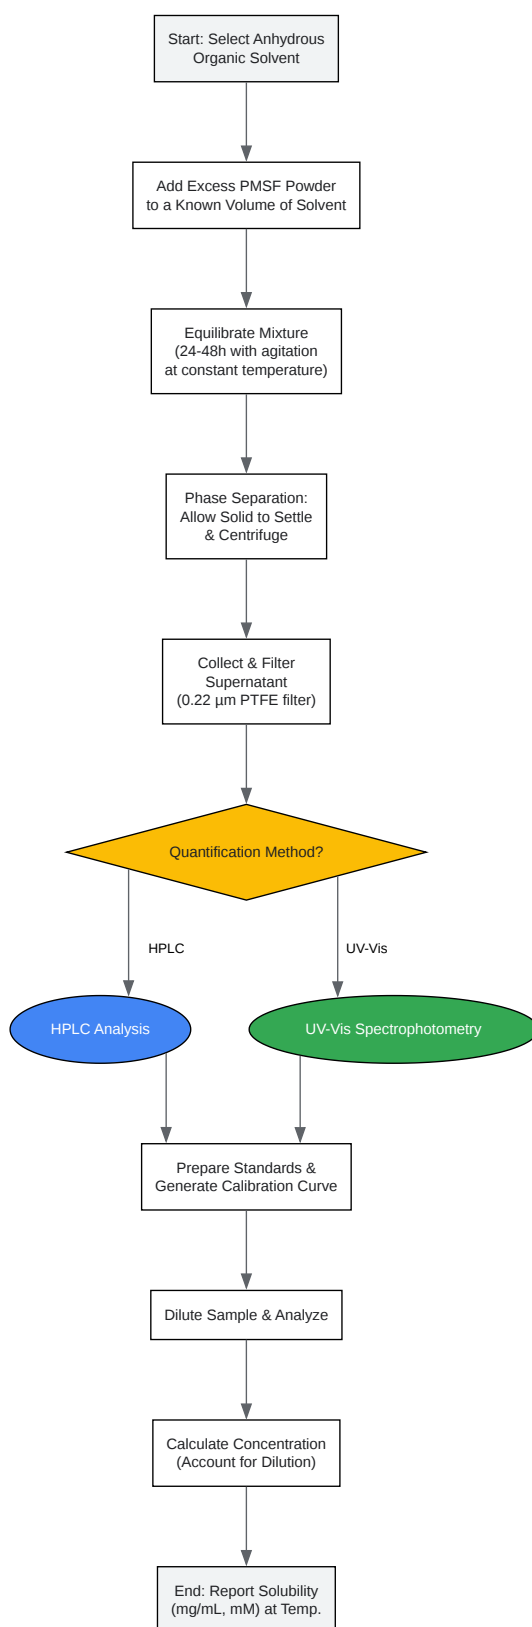 Start: Select Anhydrous
Organic Solvent
Add Excess PMSF Powder
to a Known Volume of Solvent
Equilibrate Mixture
(24-48h with agitation
at constant temperature)
Phase Separation:
Allow Solid to Settle
& Centrifuge
Collect & Filter
Supernatant
(0.22 µm PTFE filter)
Quantification Method?
HPLC
UV-Vis
HPLC Analysis
UV-Vis Spectrophotometry
Prepare Standards &
Generate Calibration Curve
Dilute Sample & Analyze
Calculate Concentration
(Account for Dilution)
End: Report Solubility
(mg/mL, mM) at Temp.